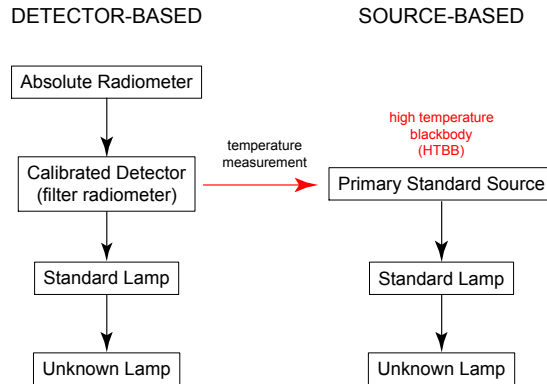 DETECTOR-BASED
Absolute Radiometer
Calibrated Detector
(filter radiometer)
Standard Lamp
Unknown Lamp
temperature
measurement
SOURCE-BASED
high temperature
blackbody
(HTBB)
Primary Standard Source
Standard Lamp
Unknown Lamp